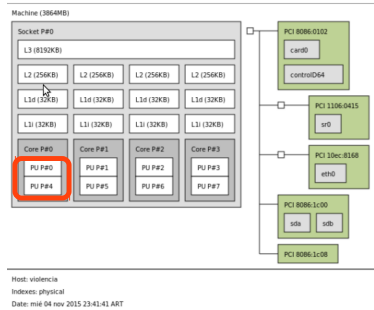 Machine (3864MB)
Socket P#0
L3 (8192KB)
L2 (256KB) L2 (256KB) L2 (256KB) L2 (256KB)
L1d (32KB) L1d (32KB) L1d (32KB) L1d (32KB)
L1i (32KB) L1i (32KB) L1i (32KB) L1i (32KB)
Core P#0 Core P#1 Core P#2 Core P#3
PU P#0 PU P#1 PU P#2 PU P#3
PU P#4 PU P#5 PU P#6 PU P#7
PCI 8086:0102
card0
controlD64
PCI 1106:0415
sr0
PCI 10ec:8168
eth0
PCI 8086:1c00
sda sdb
PCI 8086:1c08
Host: violencia
Indexes: physical
Date: mié 04 nov 2015 23:41:41 ART